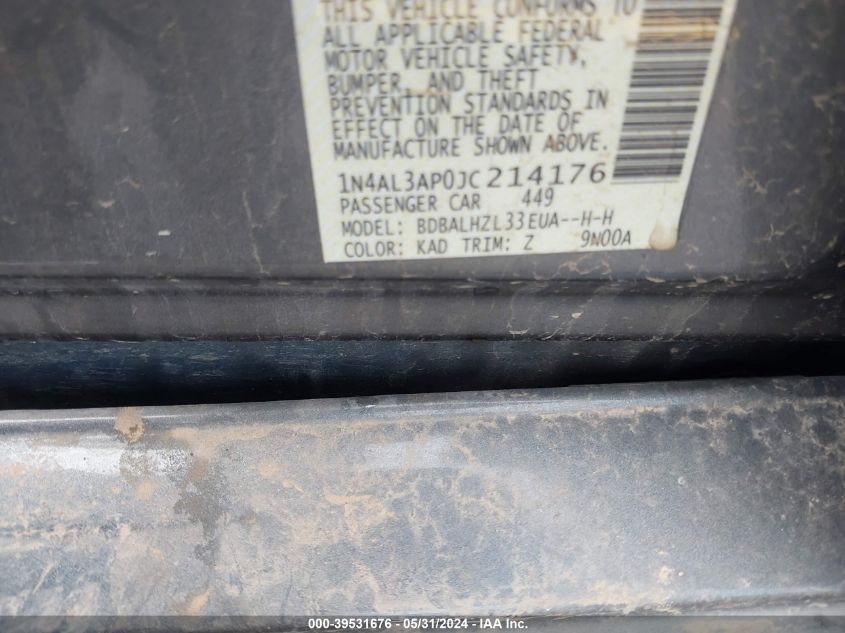 THIS VEHICLE CONFORMS TO
ALL APPLICABLE FEDERAL
MOTOR VEHICLE SAFETY,
BUMPER, AND THEFT
PREVENTION STANDARDS IN
EFFECT ON THE DATE OF
MANUFACTURE SHOWN ABOVE.
1N4AL3AP0JC214176
PASSENGER CAR 449
MODEL: BDBALHZL33EUA--H-H
COLOR: KAD TRIM: Z 9N00A
000-39531676 - 05/31/2024 - IAA Inc.